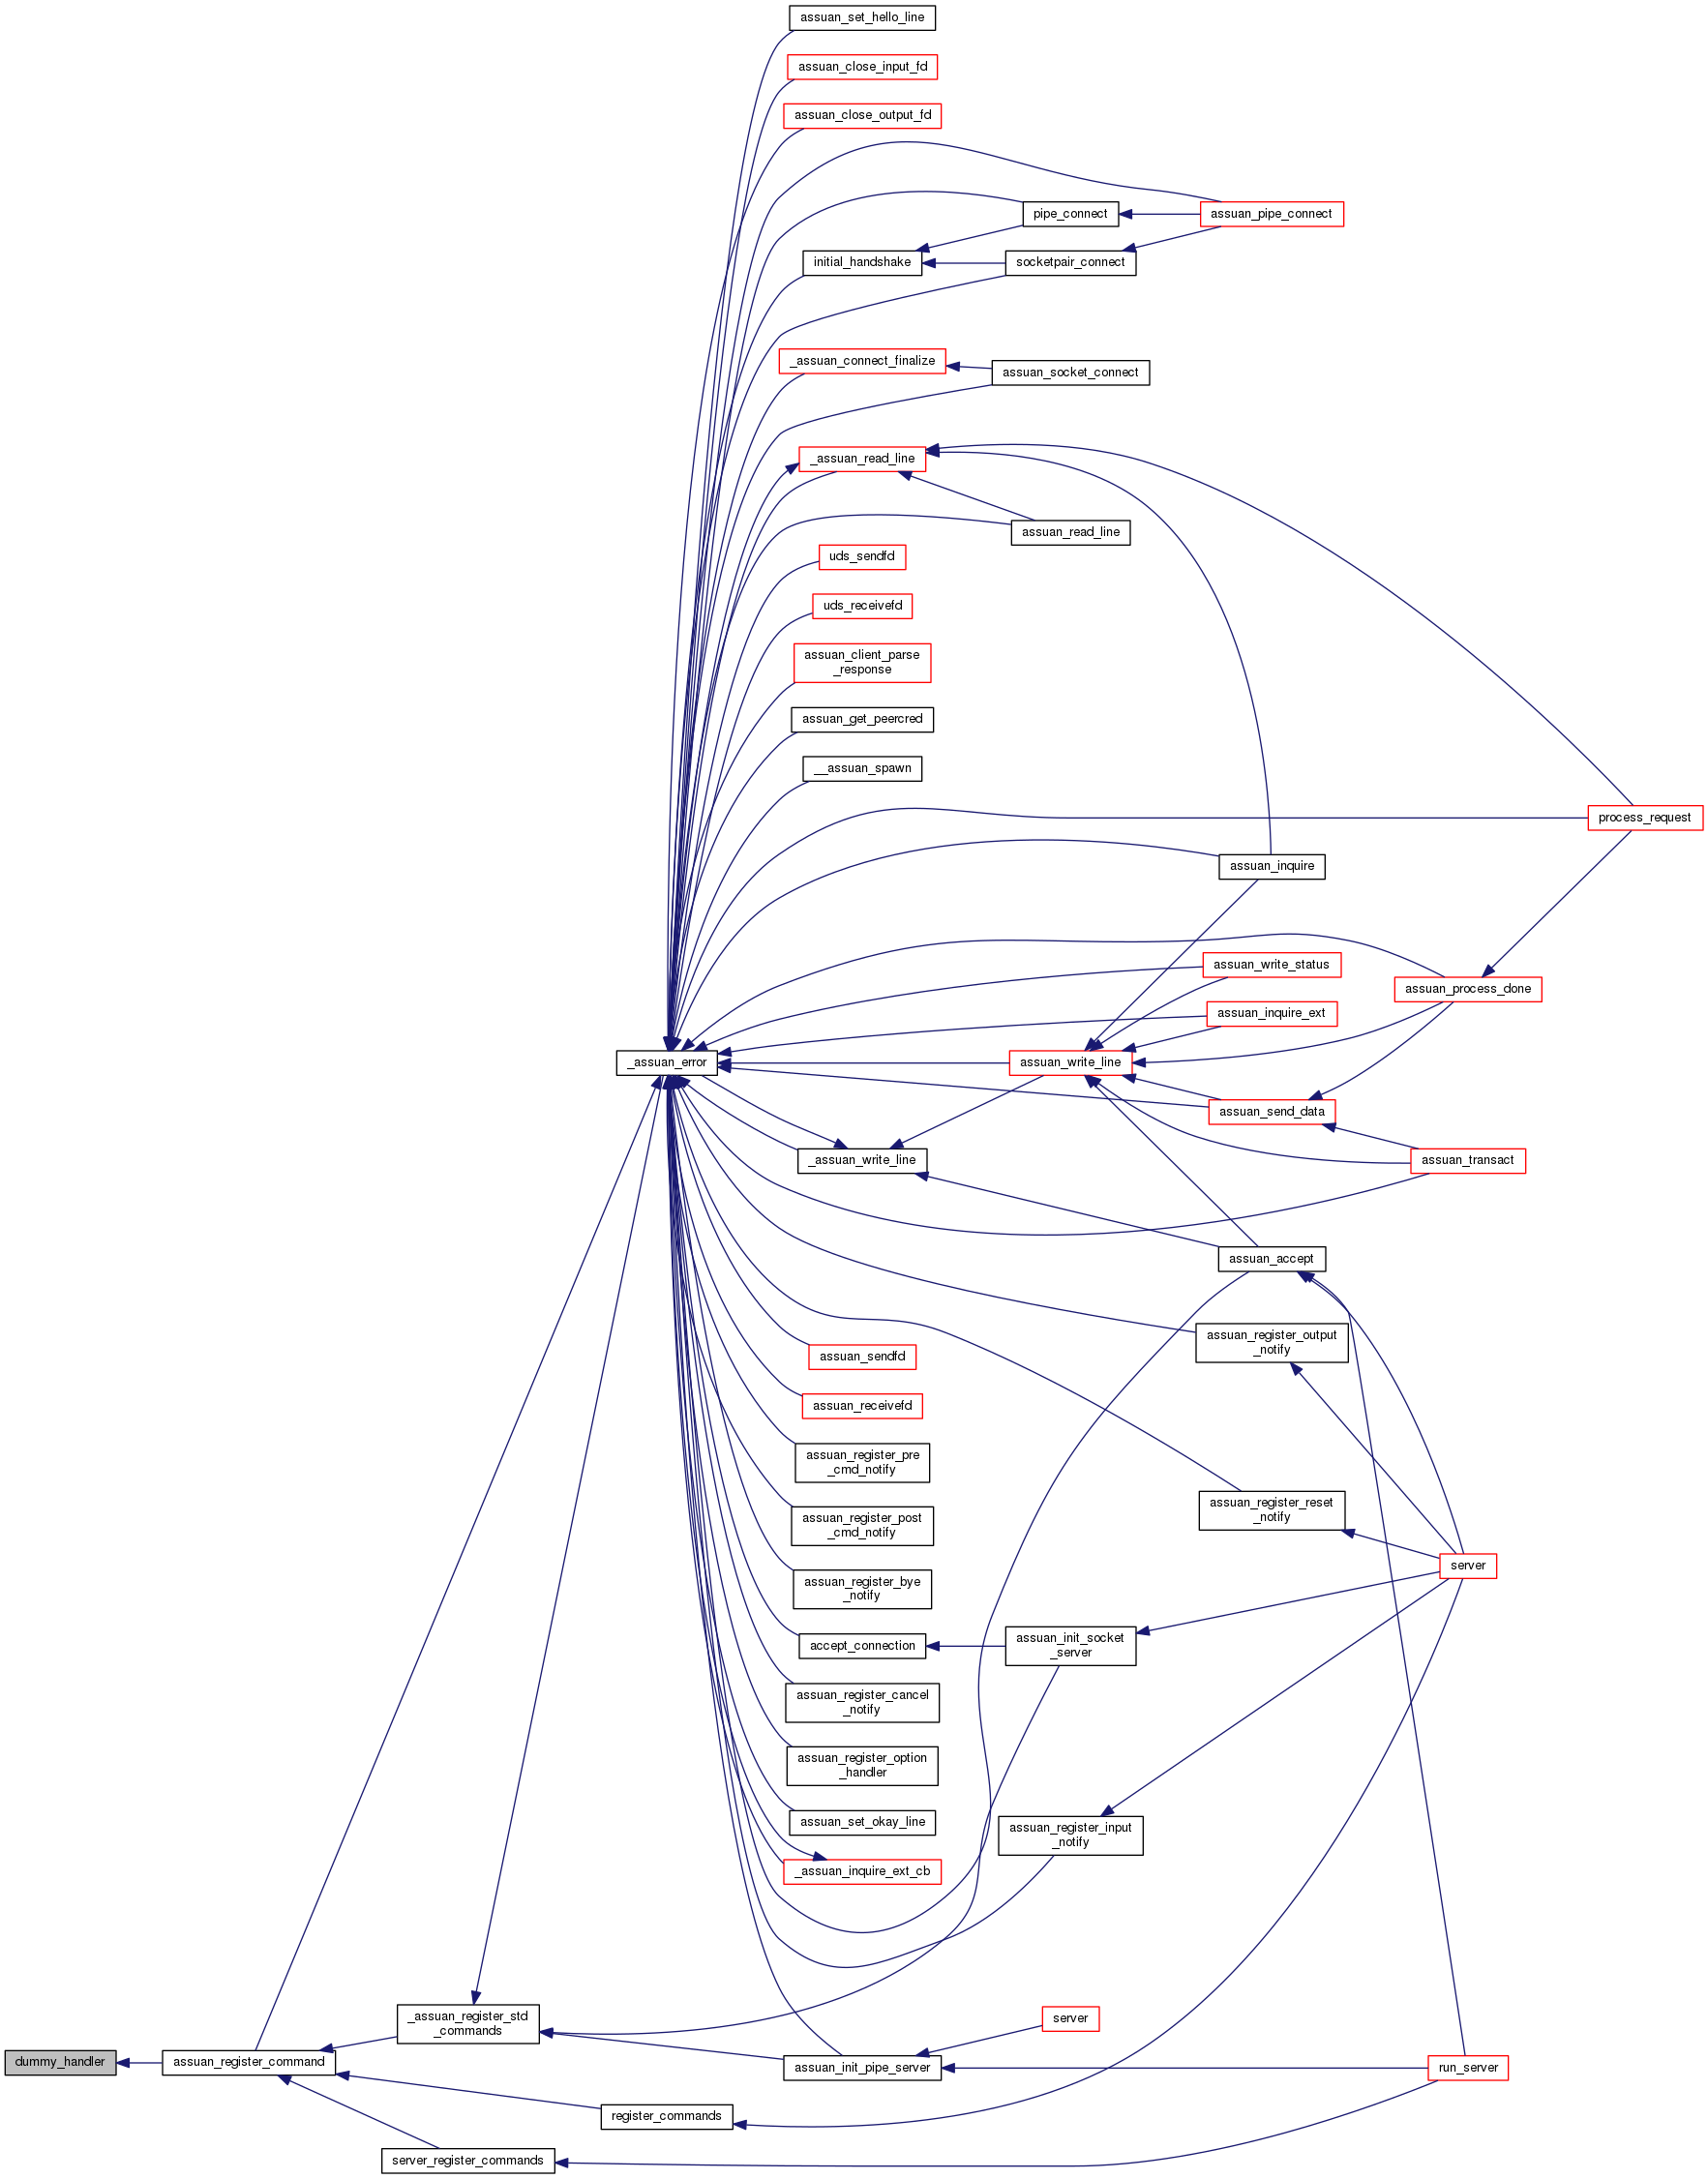 assuan_set_hello_line
assuan_close_input_fd
assuan_close_output_fd
pipe_connect
assuan_pipe_connect
initial_handshake
socketpair_connect
_assuan_connect_finalize
assuan_socket_connect
_assuan_read_line
assuan_read_line
uds_sendfd
uds_receivefd
assuan_client_parse
_response
assuan_get_peercred
__assuan_spawn
process_request
assuan_inquire
assuan_write_status
assuan_process_done
assuan_inquire_ext
_assuan_error
assuan_write_line
assuan_send_data
_assuan_write_line
assuan_transact
assuan_accept
assuan_register_output
_notify
assuan_sendfd
assuan_receivefd
assuan_register_pre
_cmd_notify
assuan_register_reset
_notify
assuan_register_post
_cmd_notify
server
assuan_register_bye
_notify
accept_connection
assuan_init_socket
_server
assuan_register_cancel
_notify
assuan_register_option
_handler
assuan_set_okay_line
assuan_register_input
_notify
_assuan_inquire_ext_cb
_assuan_register_std
_commands
server
dummy_handler
assuan_register_command
assuan_init_pipe_server
run_server
register_commands
server_register_commands